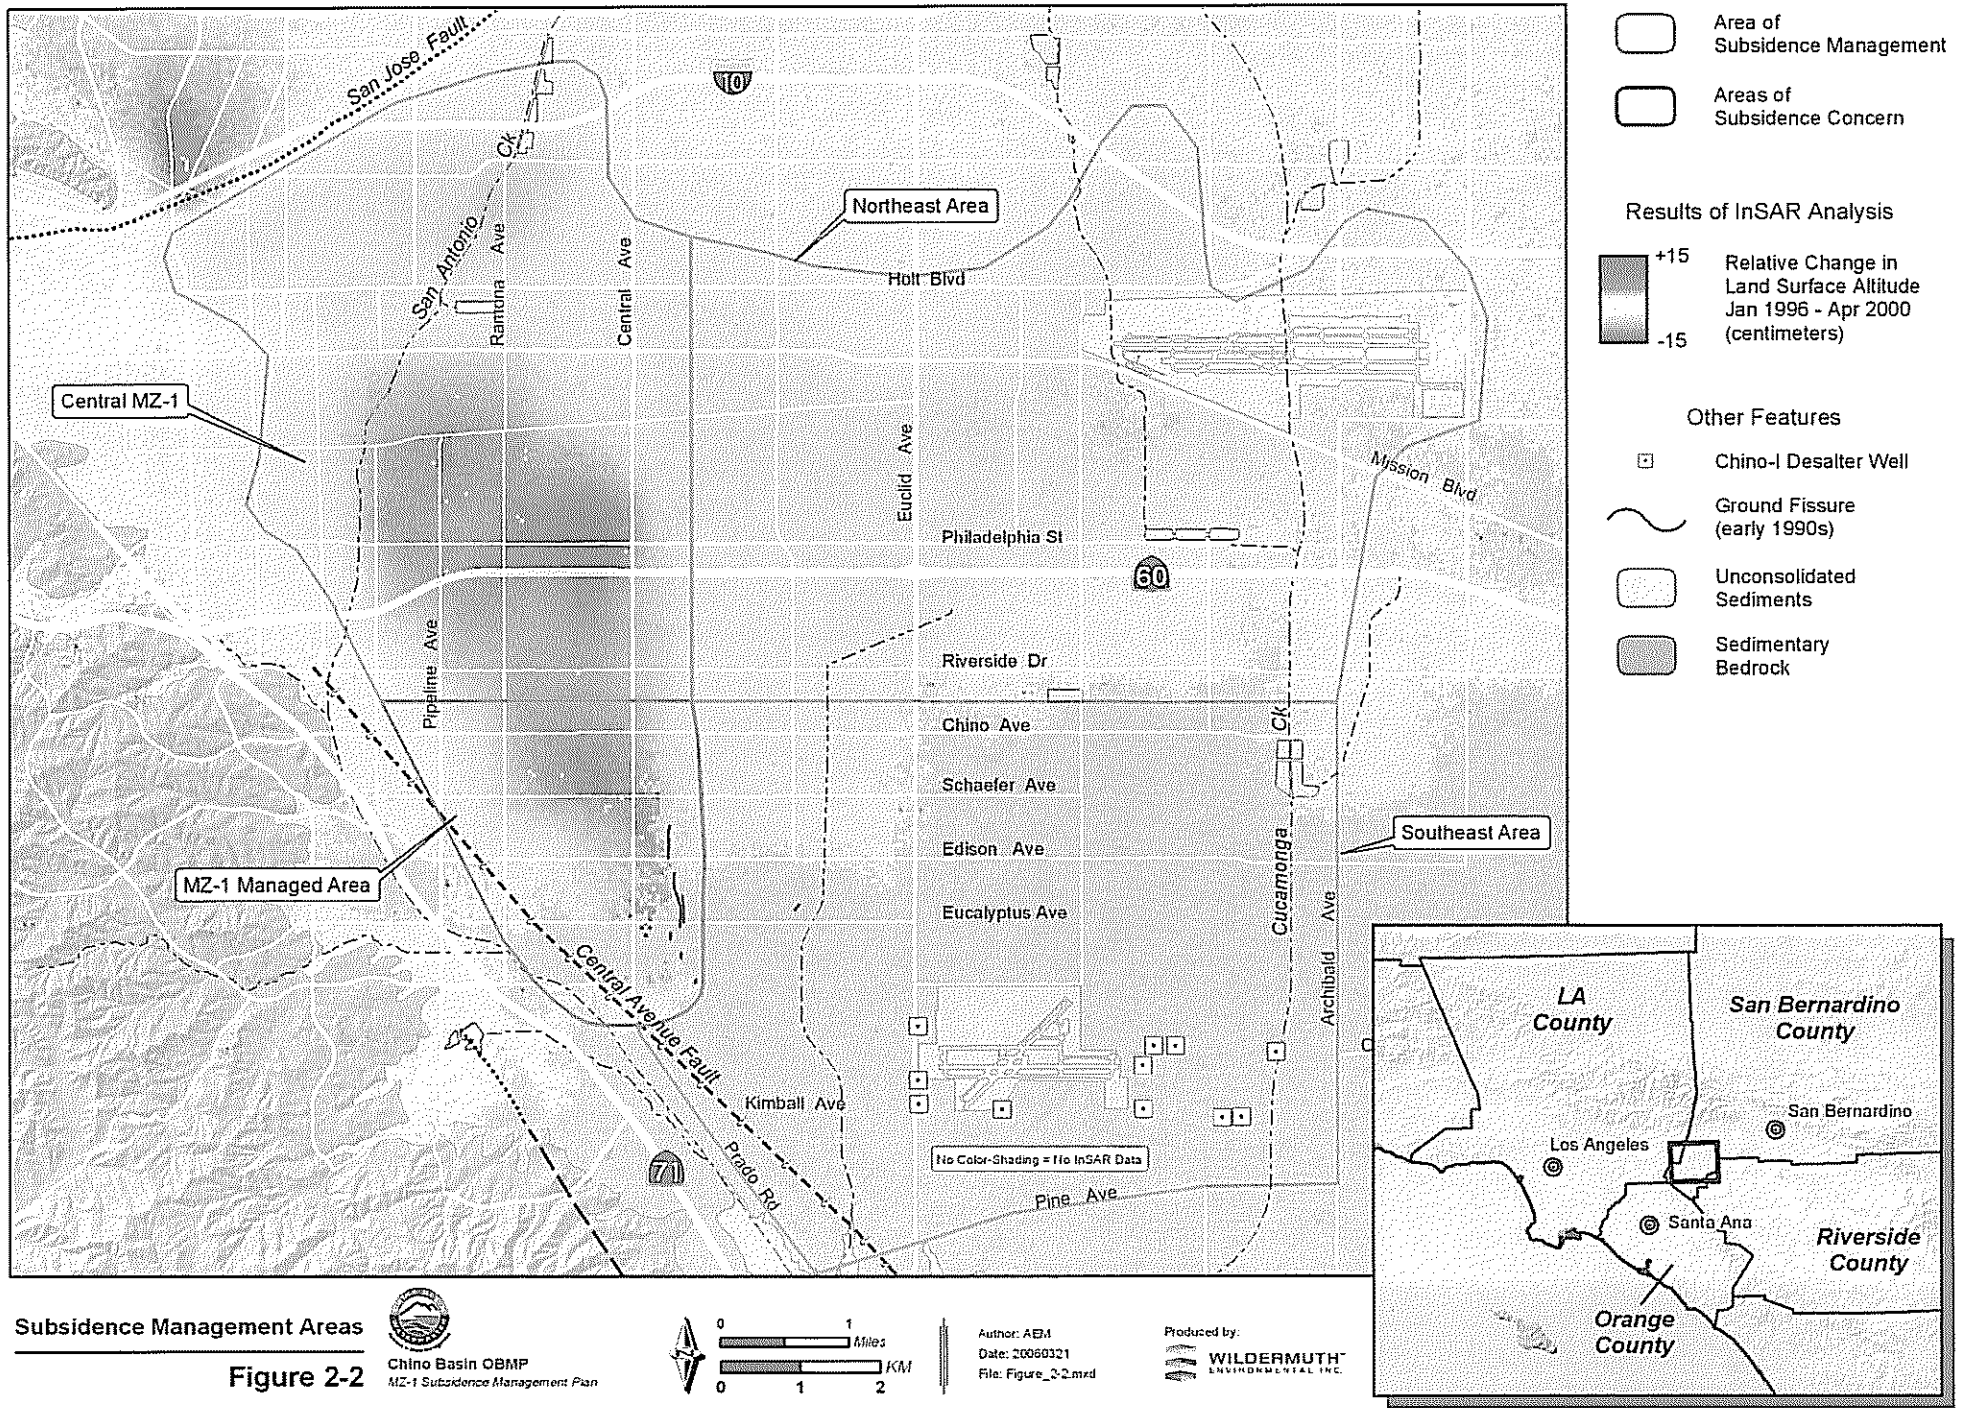 San Jose Fault
10
San Antonio Ck
Ramona Ave
Central Ave
Northeast Area
Holt Blvd
Central MZ-1
Euclid Ave
Mission Blvd
Philadelphia St
60
Pipeline Ave
Riverside Dr
Chino Ave
Schaefer Ave
Edison Ave
Eucalyptus Ave
Cucamonga Ck
Archibald Ave
Southeast Area
MZ-1 Managed Area
Central Avenue Fault
Kimball Ave
Prado Rd
71
No Color-Shading = No InSAR Data
Pine Ave
Area of
Subsidence Management
Areas of
Subsidence Concern
Results of InSAR Analysis
+15
-15
Relative Change in
Land Surface Altitude
Jan 1996 - Apr 2000
(centimeters)
Other Features
Chino-I Desalter Well
Ground Fissure
(early 1990s)
Unconsolidated
Sediments
Sedimentary
Bedrock
LA
County
San Bernardino
County
San Bernardino
Los Angeles
Santa Ana
Riverside
County
Orange
County
Subsidence Management Areas
Figure 2-2
Chino Basin OBMP
MZ-1 Subsidence Management Plan
0 1
Miles
KM
0 1 2
Author: AEM
Date: 20060321
File: Figure_2-2.mxd
Produced by:
WILDERMUTH™
ENVIRONMENTAL INC.